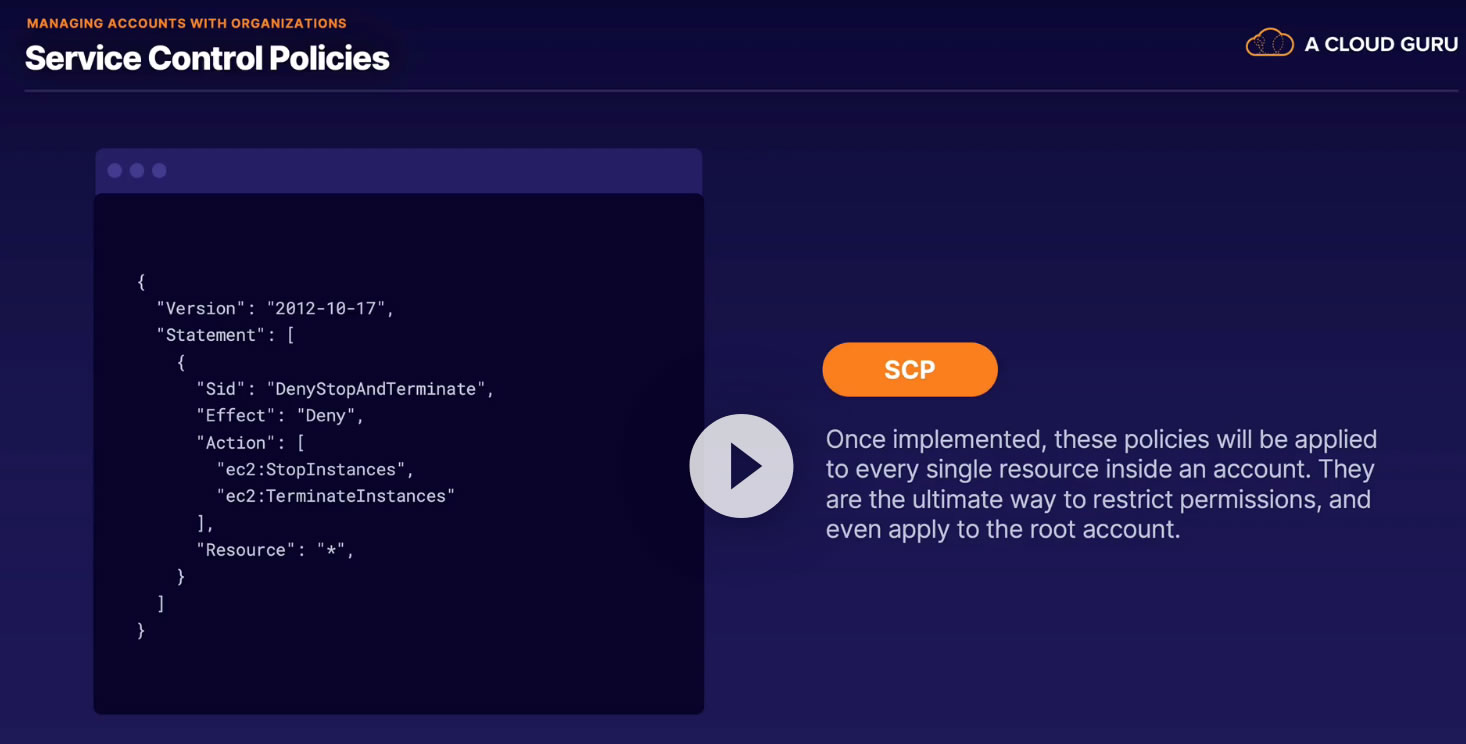 MANAGING ACCOUNTS WITH ORGANIZATIONS
Service Control Policies
A CLOUD GURU
{
"Version": "2012-10-17",
"Statement": [
{
"Sid": "DenyStopAndTerminate",
"Effect": "Deny",
"Action": [
"ec2:StopInstances",
"ec2:TerminateInstances"
],
"Resource": "*",
}
]
}
SCP
Once implemented, these policies will be applied
to every single resource inside an account. They
are the ultimate way to restrict permissions, and
even apply to the root account.